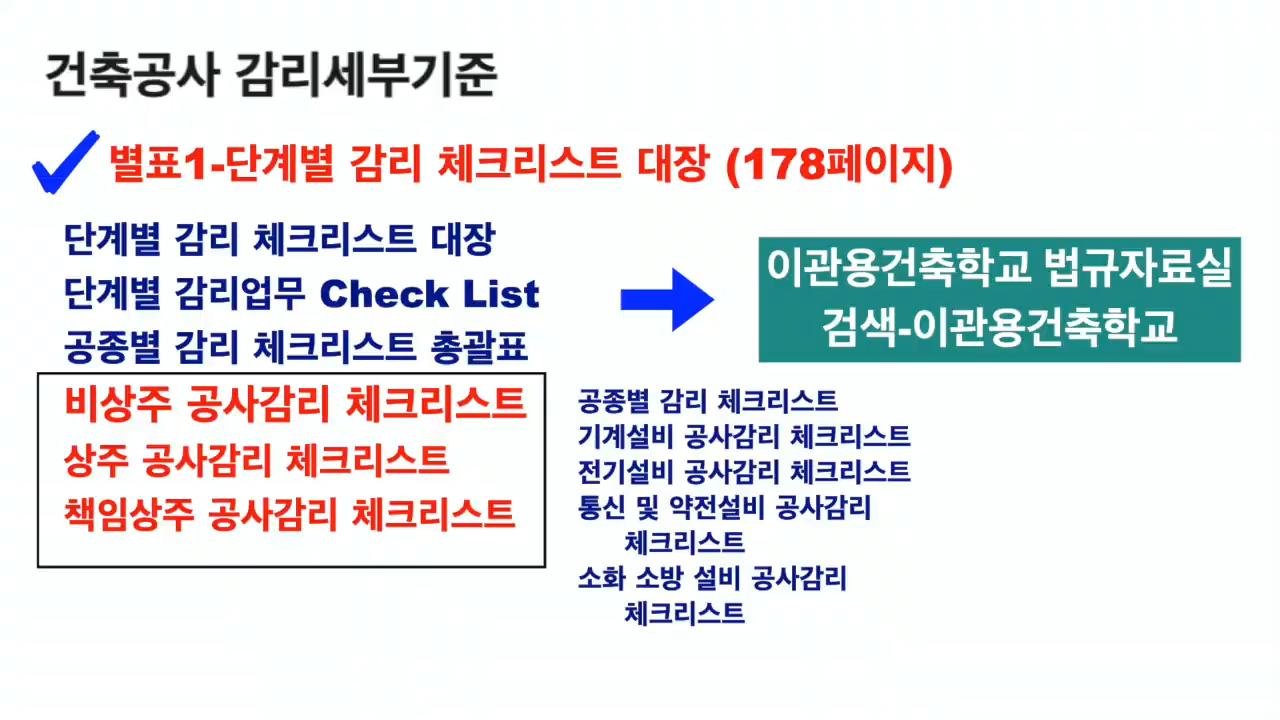 건축공사 감리세부기준
별표1-단계별 감리 체크리스트 대장 (178페이지)
단계별 감리 체크리스트 대장
단계별 감리업무 Check List
공종별 감리 체크리스트 총괄표
비상주 공사감리 체크리스트
상주 공사감리 체크리스트
책임상주 공사감리 체크리스트
이관용건축학교 법규자료실
검색-이관용건축학교
공종별 감리 체크리스트
기계설비 공사감리 체크리스트
전기설비 공사감리 체크리스트
통신 및 약전설비 공사감리
체크리스트
소화 소방 설비 공사감리
체크리스트